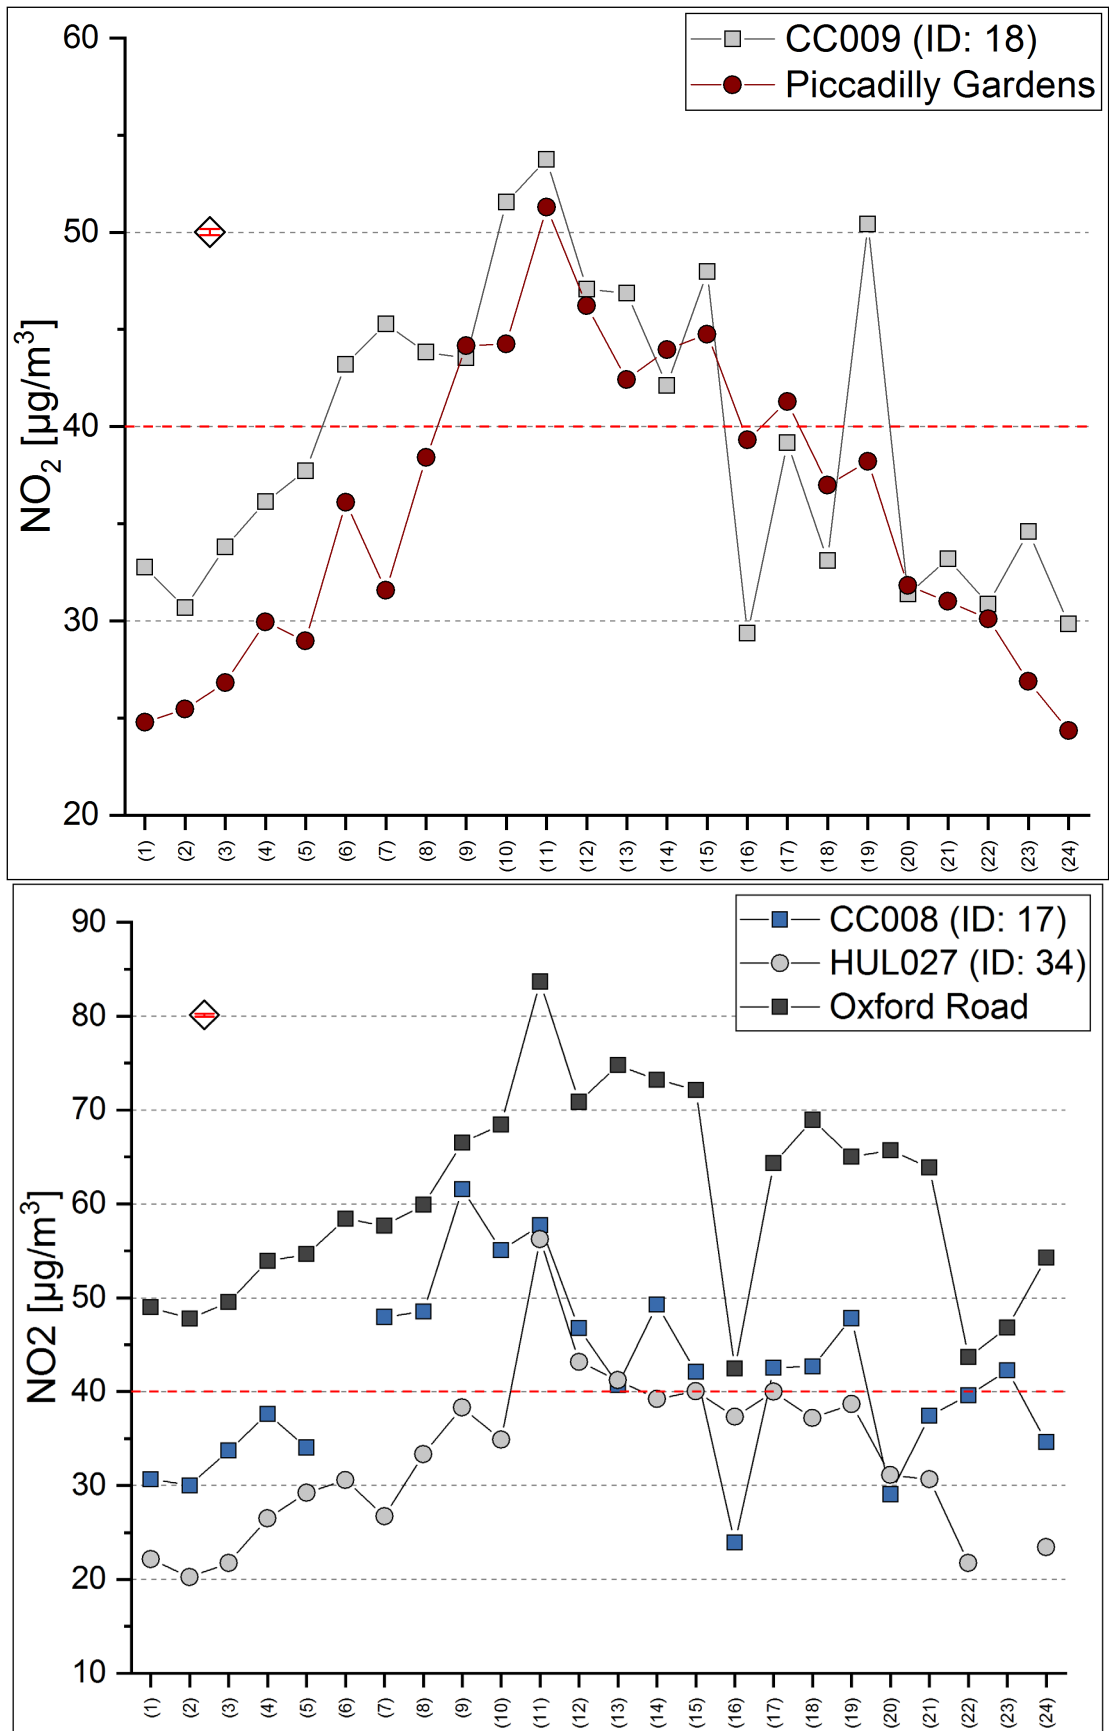 CC009 (ID: 18)
Piccadilly Gardens
NO2 [µg/m3]
60
50
40
30
20
(1) (2) (3) (4) (5) (6) (7) (8) (9) (10) (11) (12) (13) (14) (15) (16) (17) (18) (19) (20) (21) (22) (23) (24)
CC008 (ID: 17)
HUL027 (ID: 34)
Oxford Road
NO2 [µg/m3]
90
80
70
60
50
40
30
20
10
(1) (2) (3) (4) (5) (6) (7) (8) (9) (10) (11) (12) (13) (14) (15) (16) (17) (18) (19) (20) (21) (22) (23) (24)